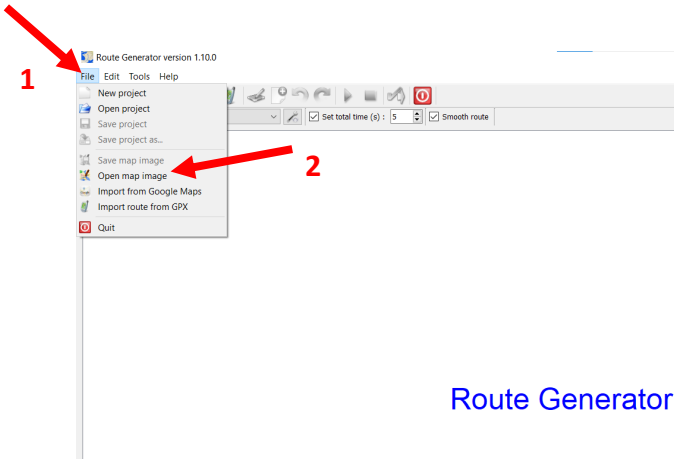 Route Generator version 1.10.0
1
File Edit Tools Help
New project
Open project
Save project
Save project as...
Set total time (s) : 5 Smooth route
Save map image
Open map image
2
Import from Google Maps
Import route from GPX
Quit
Route Generator